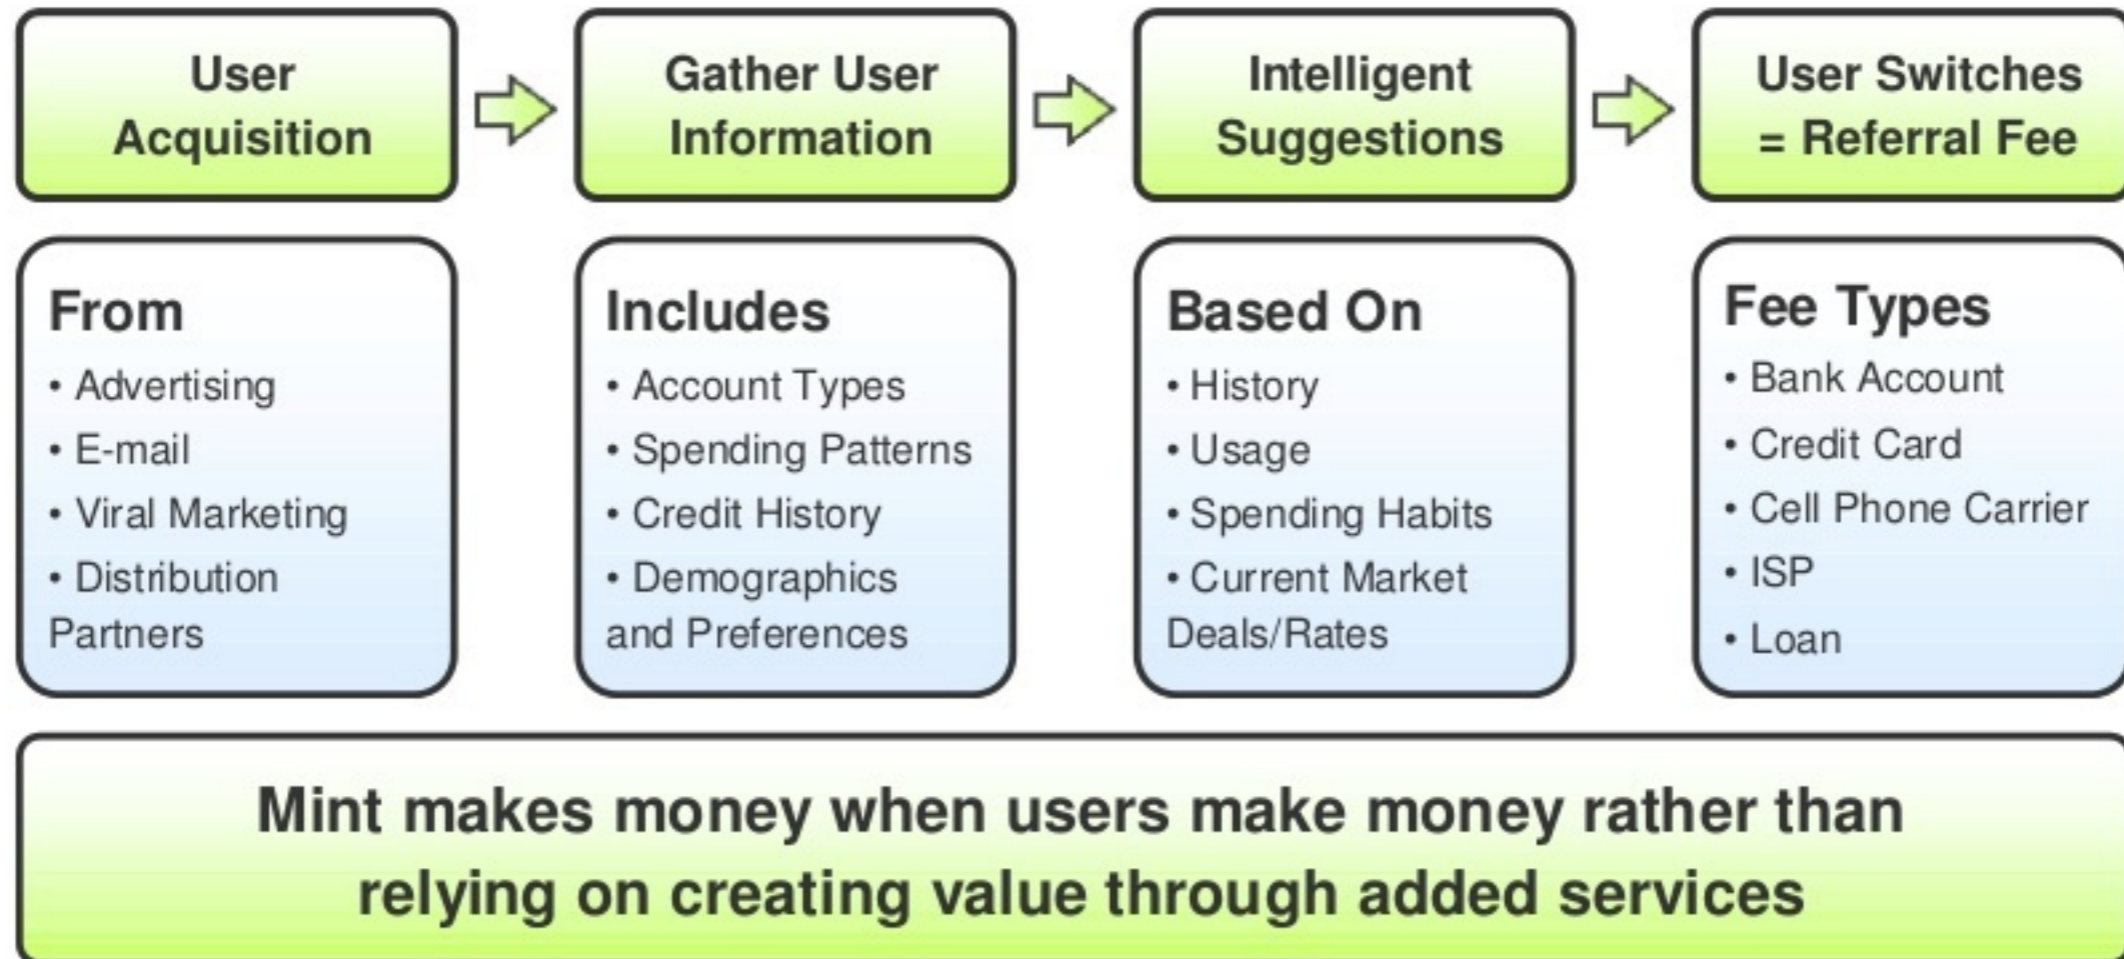 User
Acquisition
Gather User
Information
Intelligent
Suggestions
User Switches
= Referral Fee
From
• Advertising
• E-mail
• Viral Marketing
• Distribution
Partners
Includes
• Account Types
• Spending Patterns
• Credit History
• Demographics
and Preferences
Based On
• History
• Usage
• Spending Habits
• Current Market
Deals/Rates
Fee Types
• Bank Account
• Credit Card
• Cell Phone Carrier
• ISP
• Loan
Mint makes money when users make money rather than
relying on creating value through added services